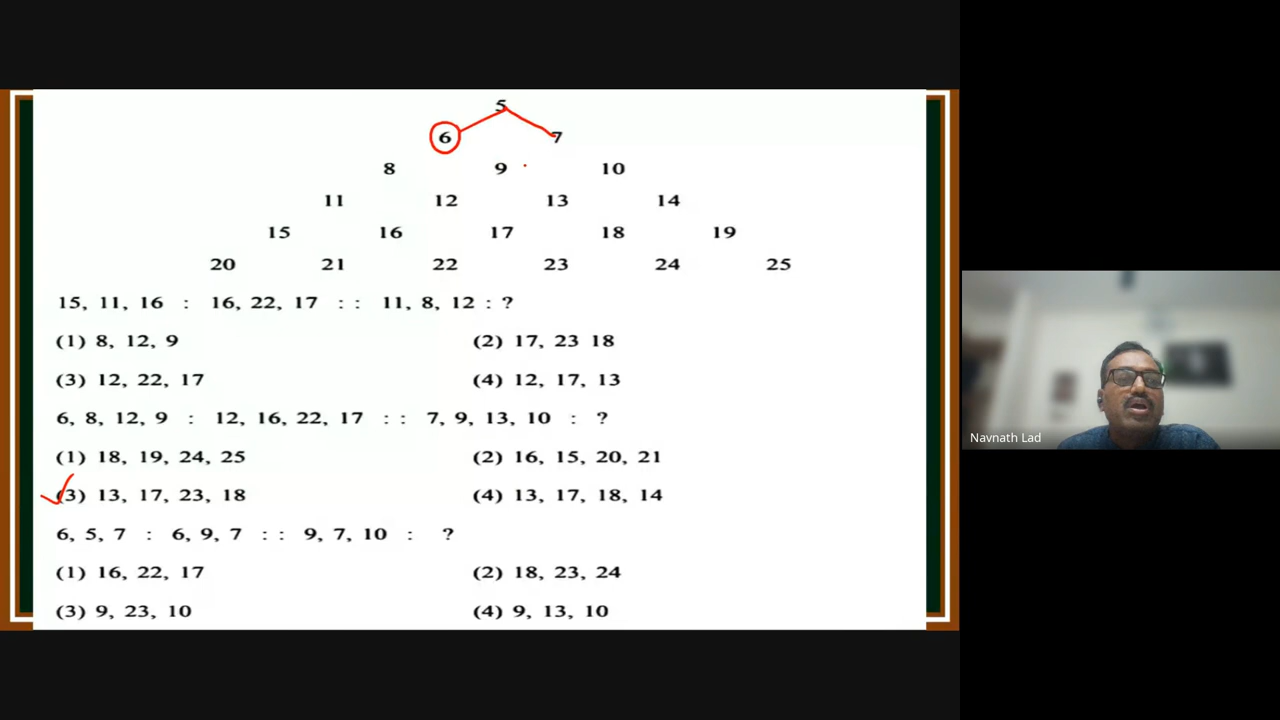 5
6 7
8 9 10
11 12 13 14
15 16 17 18 19
20 21 22 23 24 25
15, 11, 16 : 16, 22, 17 : : 11, 8, 12 : ?
(1) 8, 12, 9 (2) 17, 23 18
(3) 12, 22, 17 (4) 12, 17, 13
6, 8, 12, 9 : 12, 16, 22, 17 : : 7, 9, 13, 10 : ?
(1) 18, 19, 24, 25 (2) 16, 15, 20, 21
(3) 13, 17, 23, 18 (4) 13, 17, 18, 14
6, 5, 7 : 6, 9, 7 : : 9, 7, 10 : ?
(1) 16, 22, 17 (2) 18, 23, 24
(3) 9, 23, 10 (4) 9, 13, 10
Navnath Lad